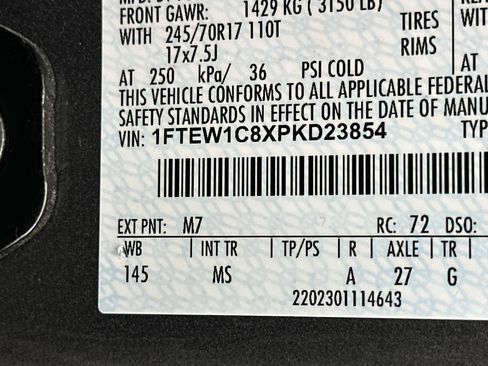 FRONT GAWR: 1429 KG ( 3150 LB)
WITH 245/70R17 110T TIRES
17x7.5J RIMS
AT 250 kPa/ 36 PSI COLD
THIS VEHICLE CONFORMS TO ALL APPLICABLE FEDERAL
SAFETY STANDARDS IN EFFECT ON THE DATE OF MANU
VIN: 1FTEW1C8XPKD23854 TYP
EXT PNT: M7 RC: 72 DSO:
WB INT TR TP/PS R AXLE TR
145 MS A 27 G
2202301114643